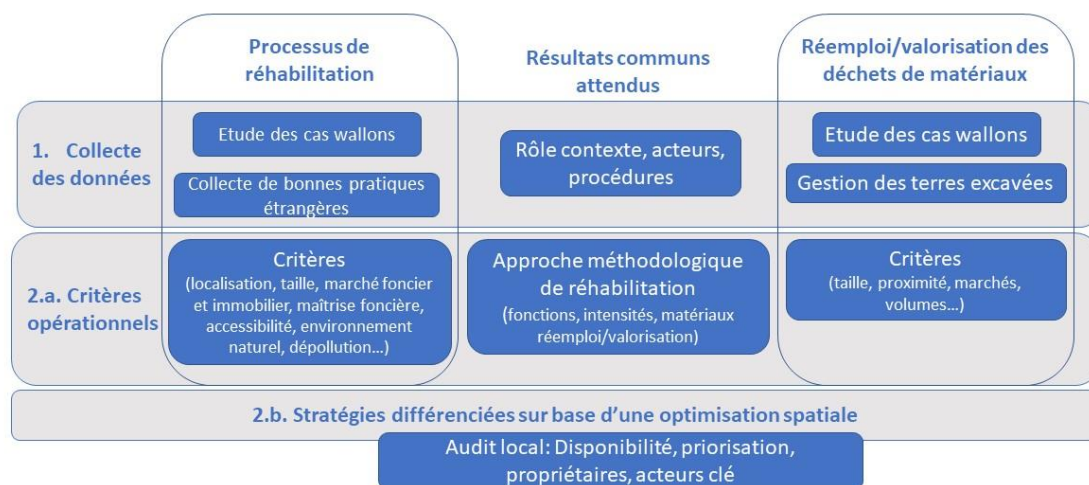 Processus de
réhabilitation
Résultats communs
attendus
Réemploi/valorisation des
déchets de matériaux
1. Collecte
des données
Etude des cas wallons
Collecte de bonnes pratiques
étrangères
Rôle contexte, acteurs,
procédures
Etude des cas wallons
Gestion des terres excavées
2.a. Critères
opérationnels
Critères
(localisation, taille, marché foncier
et immobilier, maîtrise foncière,
accessibilité, environnement
naturel, dépollution...)
Approche méthodologique
de réhabilitation
(fonctions, intensités, matériaux
réemploi/valorisation)
Critères
(taille, proximité, marchés,
volumes...)
2.b. Stratégies différenciées sur base d'une optimisation spatiale
Audit local: Disponibilité, priorisation,
propriétaires, acteurs clé